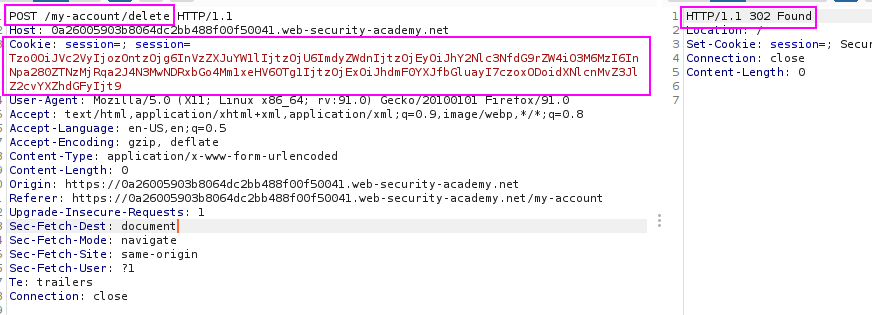 POST /my-account/delete HTTP/1.1
Host: 0a26005903b8064dc2bb488f00f50041.web-security-academy.net
Cookie: session=; session=
Tzo0OiJVc2VyIjozOntzOjg6InVzZXJuYW1lIjtzOjU6ImdyZWdnIjtzOjEyOiJhY2Nlc3NfdG9rZW4iO3M6MzI6In
Npa280ZTNzMjRqa2J4N3MwNDRxbGo4Mm1xeHV6OTg1IjtzOjExOiJhdmF0YXJfbGluayI7czoxODoidXNlcnMvZ3Jl
Z2cvYXZhdGFyIjt9
User-Agent: Mozilla/5.0 (X11; Linux x86_64; rv:91.0) Gecko/20100101 Firefox/91.0
Accept: text/html,application/xhtml+xml,application/xml;q=0.9,image/webp,*/*;q=0.8
Accept-Language: en-US,en;q=0.5
Accept-Encoding: gzip, deflate
Content-Type: application/x-www-form-urlencoded
Content-Length: 0
Origin: https://0a26005903b8064dc2bb488f00f50041.web-security-academy.net
Referer: https://0a26005903b8064dc2bb488f00f50041.web-security-academy.net/my-account
Upgrade-Insecure-Requests: 1
Sec-Fetch-Dest: document
Sec-Fetch-Mode: navigate
Sec-Fetch-Site: same-origin
Sec-Fetch-User: ?1
Te: trailers
Connection: close
1 HTTP/1.1 302 Found
2 Location: /
3 Set-Cookie: session=; Secur
4 Connection: close
5 Content-Length: 0
6
7